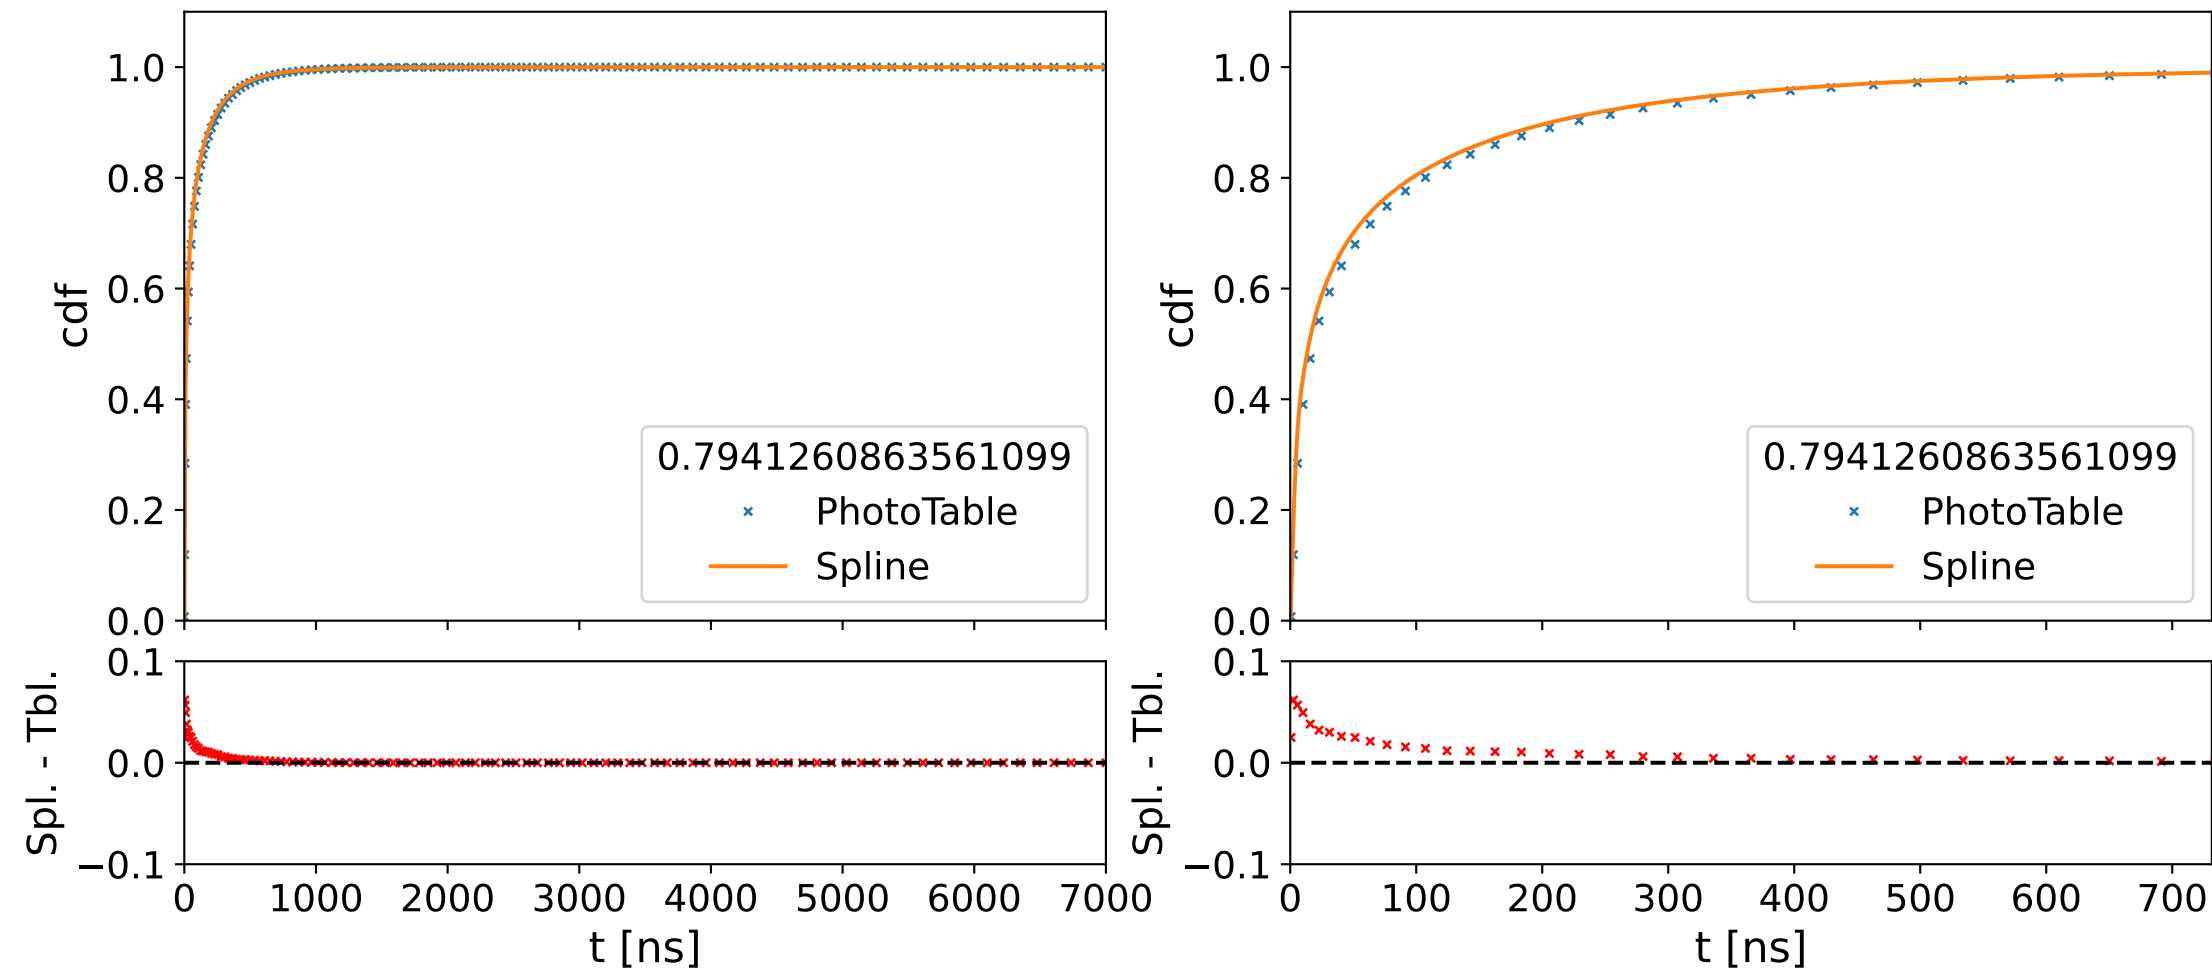 cdf
1.0
0.8
0.6
0.4
0.2
0.0
0.7941260863561099
PhotoTable
Spline
Spl. - Tbl.
0.1
0.0
−0.1
0 1000 2000 3000 4000 5000 6000 7000
t [ns]
cdf
1.0
0.8
0.6
0.4
0.2
0.0
0.7941260863561099
PhotoTable
Spline
Spl. - Tbl.
0.1
0.0
−0.1
0 100 200 300 400 500 600 700
t [ns]